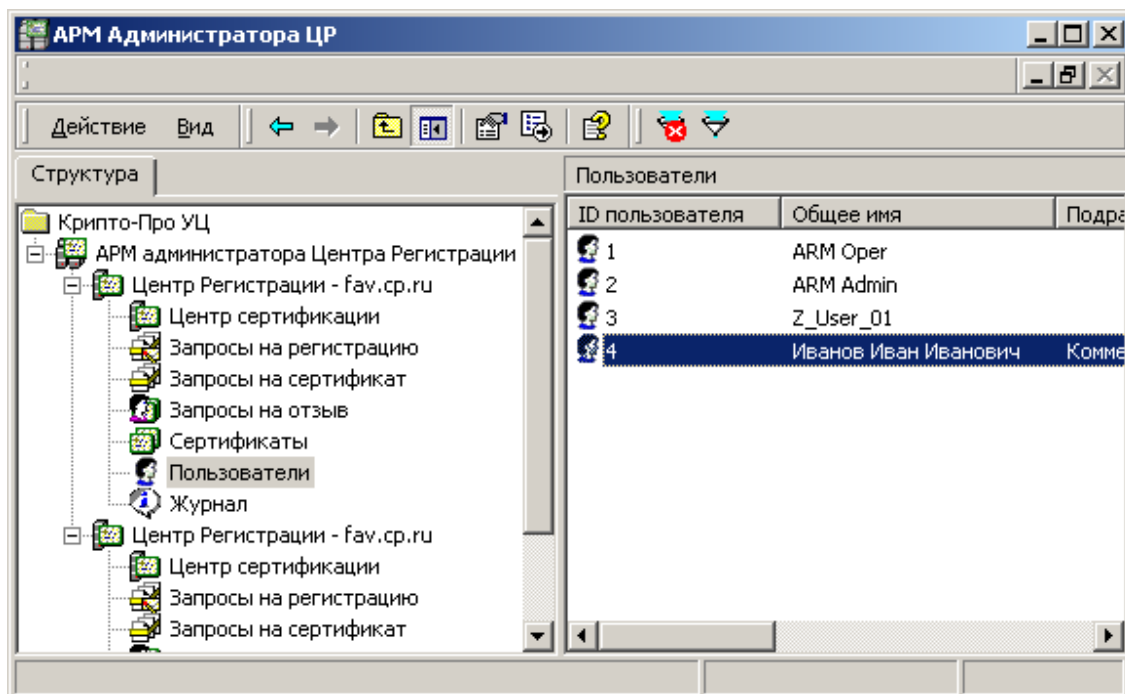 АРМ Администратора ЦР
Действие Вид
Структура
Крипто-Про УЦ
АРМ администратора Центра Регистрации
Центр Регистрации - fav.cp.ru
Центр сертификации
Запросы на регистрацию
Запросы на сертификат
Запросы на отзыв
Сертификаты
Пользователи
Журнал
Центр Регистрации - fav.cp.ru
Центр сертификации
Запросы на регистрацию
Запросы на сертификат
Пользователи
ID пользователя Общее имя Подра
1 ARM Oper
2 ARM Admin
3 Z_User_01
4 Иванов Иван Иванович Комме